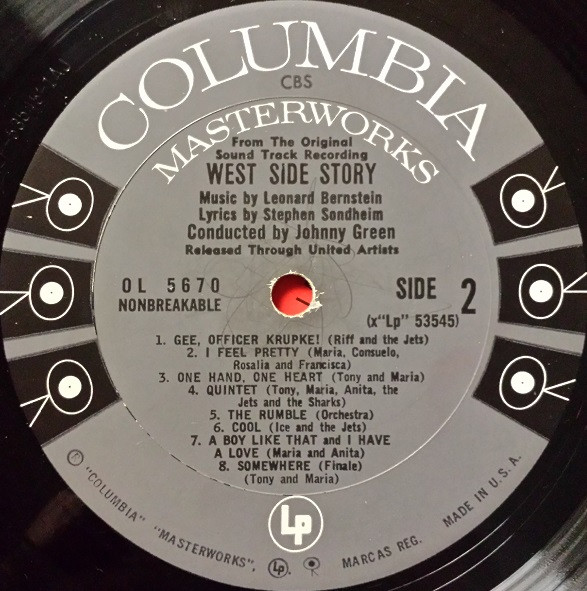 COLUMBIA
CBS
MASTERWORKS
From The Original
Sound Track Recording
WEST SIDE STORY
Music by Leonard Bernstein
Lyrics by Stephen Sondheim
Conducted by Johnny Green
Released Through United Artists
OL 5670
NONBREAKABLE
SIDE 2
(x"Lp" 53545)
1. GEE, OFFICER KRUPKE! (Riff and the Jets)
2. I FEEL PRETTY (Maria, Consuelo,
Rosalia and Francisca)
3. ONE HAND, ONE HEART (Tony and Maria)
4. QUINTET (Tony, Maria, Anita, the
Jets and the Sharks)
5. THE RUMBLE (Orchestra)
6. COOL (Ice and the Jets)
7. A BOY LIKE THAT and I HAVE
A LOVE (Maria and Anita)
8. SOMEWHERE (Finale)
(Tony and Maria)
Lp
"COLUMBIA" "MASTERWORKS", Lp, MARCAS REG. MADE IN U.S.A.